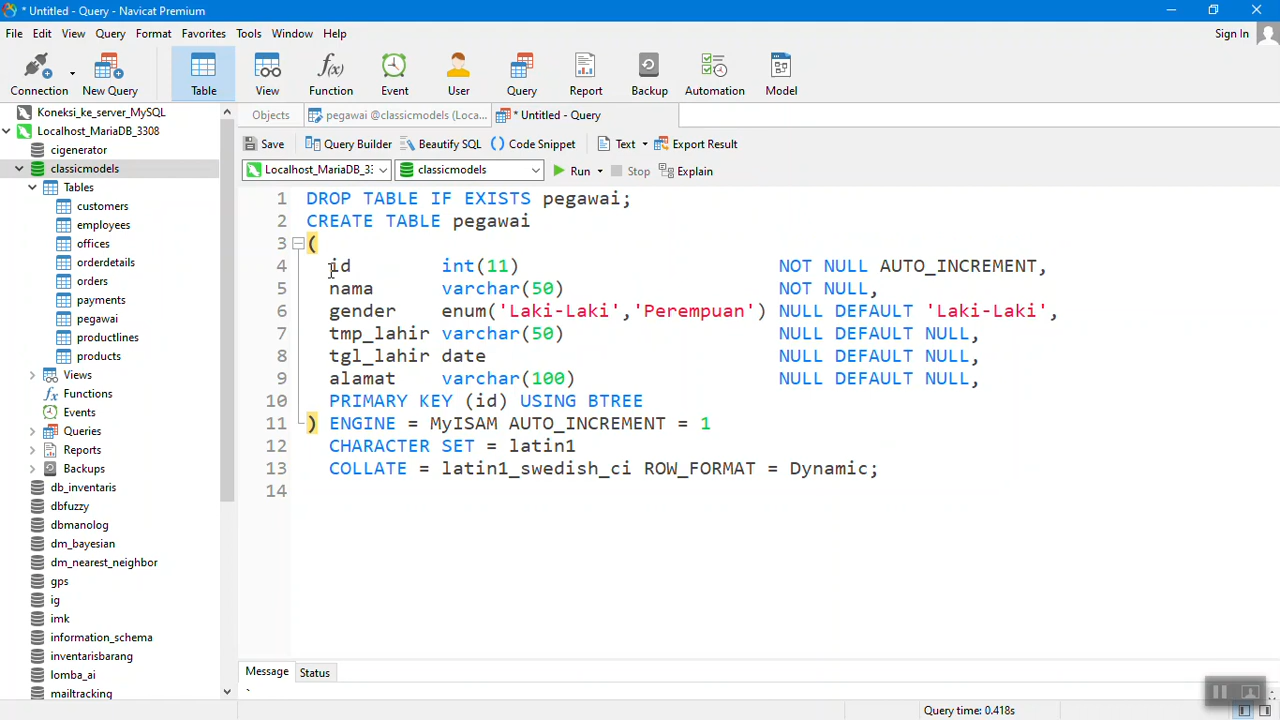 * Untitled - Query - Navicat Premium
File Edit View Query Format Favorites Tools Window Help Sign In
Connection New Query Table View Function Event User Query Report Backup Automation Model
Koneksi_ke_server_MySQL
Localhost_MariaDB_3308
cigenerator
classicmodels
Tables
customers
employees
offices
orderdetails
orders
payments
pegawai
productlines
products
Views
Functions
Events
Queries
Reports
Backups
db_inventaris
dbfuzzy
dbmanolog
dm_bayesian
dm_nearest_neighbor
gps
ig
imk
information_schema
inventarisbarang
lomba_ai
mailtracking
Objects pegawai @classicmodels (Loca... * Untitled - Query
Save Query Builder Beautify SQL () Code Snippet Text Export Result
Localhost_MariaDB_33 classicmodels Run Stop Explain
1 DROP TABLE IF EXISTS pegawai;
2 CREATE TABLE pegawai
3 (
4 id int(11) NOT NULL AUTO_INCREMENT,
5 nama varchar(50) NOT NULL,
6 gender enum('Laki-Laki','Perempuan') NULL DEFAULT 'Laki-Laki',
7 tmp_lahir varchar(50) NULL DEFAULT NULL,
8 tgl_lahir date NULL DEFAULT NULL,
9 alamat varchar(100) NULL DEFAULT NULL,
10 PRIMARY KEY (id) USING BTREE
11 ) ENGINE = MyISAM AUTO_INCREMENT = 1
12 CHARACTER SET = latin1
13 COLLATE = latin1_swedish_ci ROW_FORMAT = Dynamic;
14
Message Status
Query time: 0.418s